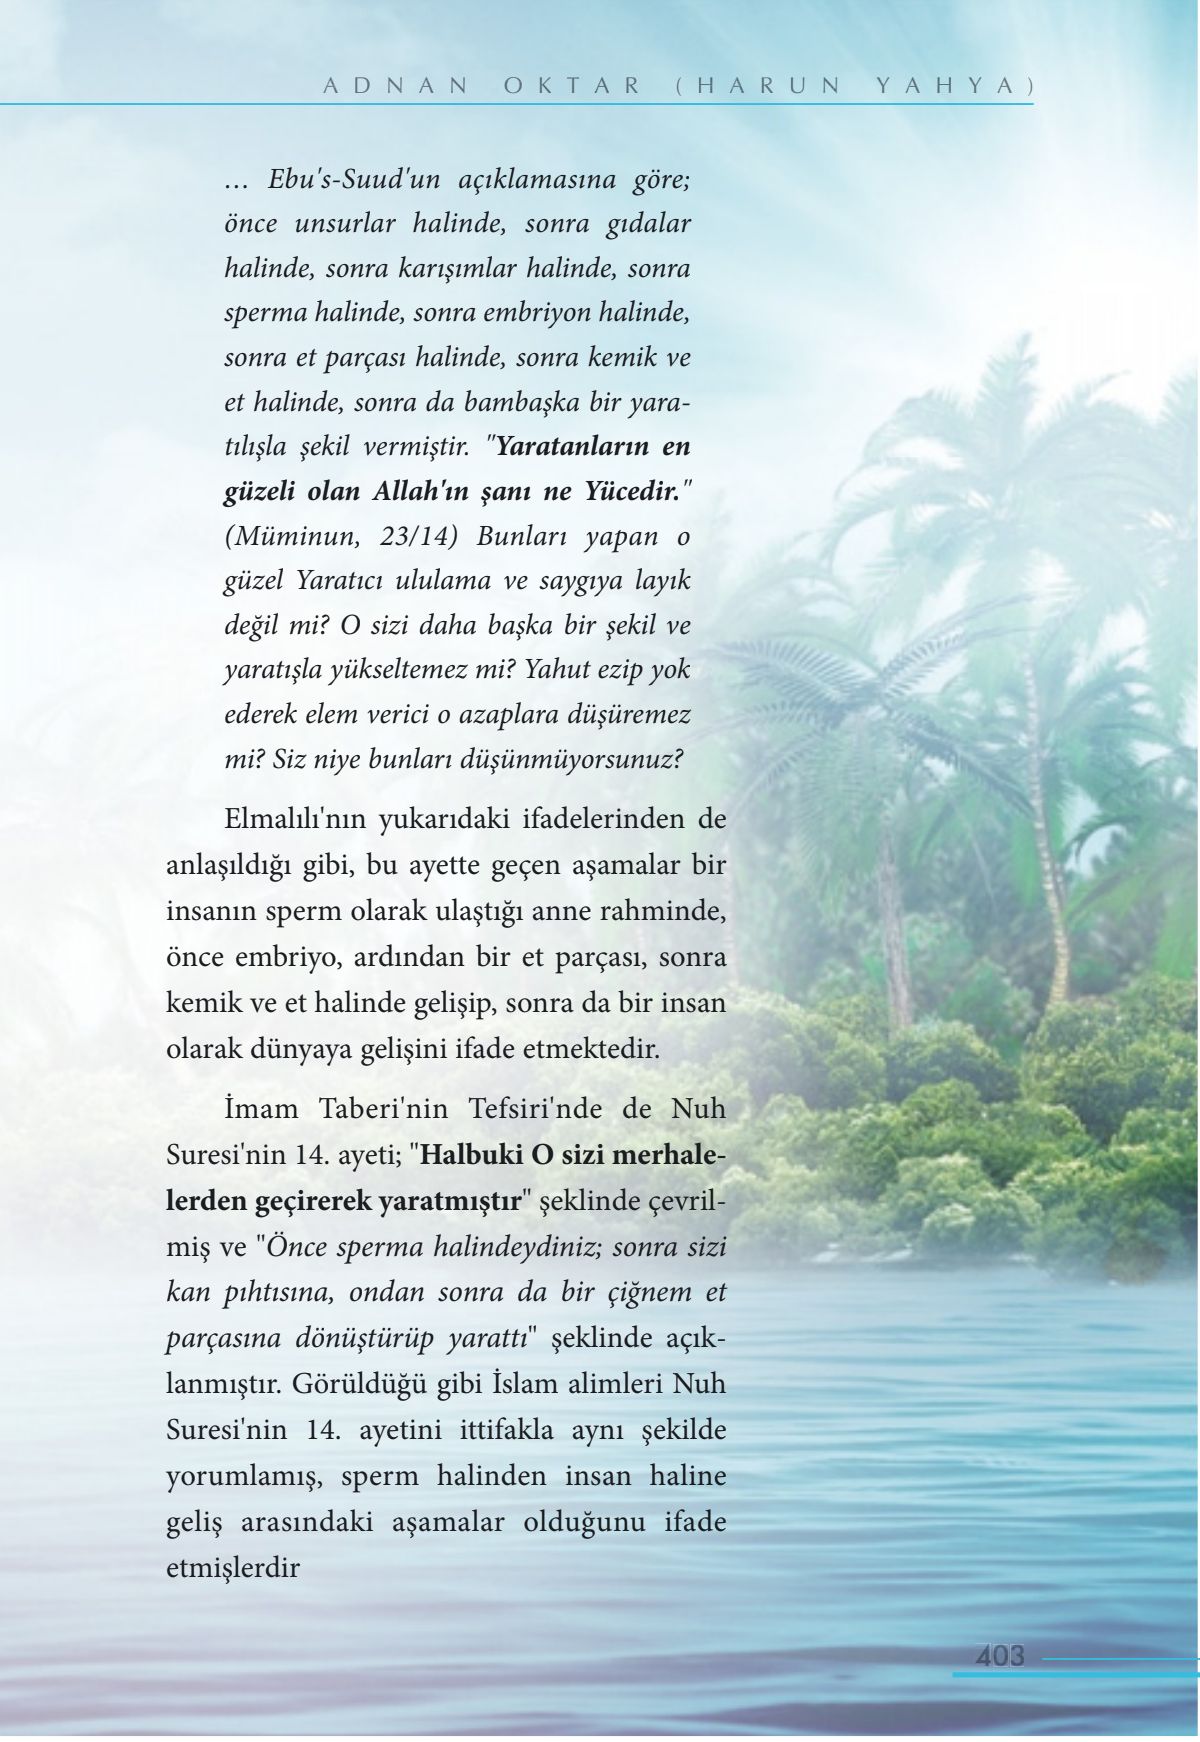 ADNAN OKTAR (HARUN YAHYA)
… Ebu's-Suud'un açıklamasına göre;
önce unsurlar halinde, sonra gıdalar
halinde, sonra karışımlar halinde, sonra
sperma halinde, sonra embriyon halinde,
sonra et parçası halinde, sonra kemik ve
et halinde, sonra da bambaşka bir yara-
tılışla şekil vermiştir. "Yaratanların en
güzeli olan Allah'ın şanı ne Yücedir."
(Müminun, 23/14) Bunları yapan o
güzel Yaratıcı ululama ve saygıya layık
değil mi? O sizi daha başka bir şekil ve
yaratışla yükseltemez mi? Yahut ezip yok
ederek elem verici o azaplara düşüremez
mi? Siz niye bunları düşünmüyorsunuz?
Elmalılı'nın yukarıdaki ifadelerinden de
anlaşıldığı gibi, bu ayette geçen aşamalar bir
insanın sperm olarak ulaştığı anne rahminde,
önce embriyo, ardından bir et parçası, sonra
kemik ve et halinde gelişip, sonra da bir insan
olarak dünyaya gelişini ifade etmektedir.
İmam Taberi'nin Tefsiri'nde de Nuh
Suresi'nin 14. ayeti; "Halbuki O sizi merhale-
lerden geçirerek yaratmıştır" şeklinde çevril-
miş ve "Önce sperma halindeydiniz; sonra sizi
kan pıhtısına, ondan sonra da bir çiğnem et
parçasına dönüştürüp yarattı" şeklinde açık-
lanmıştır. Görüldüğü gibi İslam alimleri Nuh
Suresi'nin 14. ayetini ittifakla aynı şekilde
yorumlamış, sperm halinden insan haline
geliş arasındaki aşamalar olduğunu ifade
etmişlerdir
403